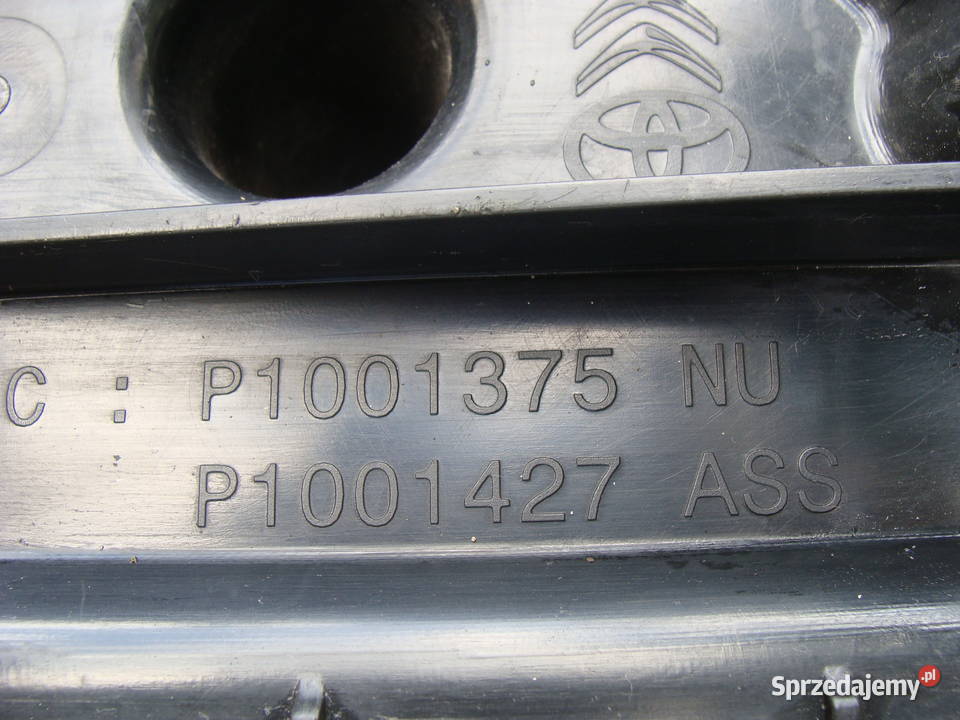 C : P1001375 NU
P1001427 ASS
Sprzedajemy.pl